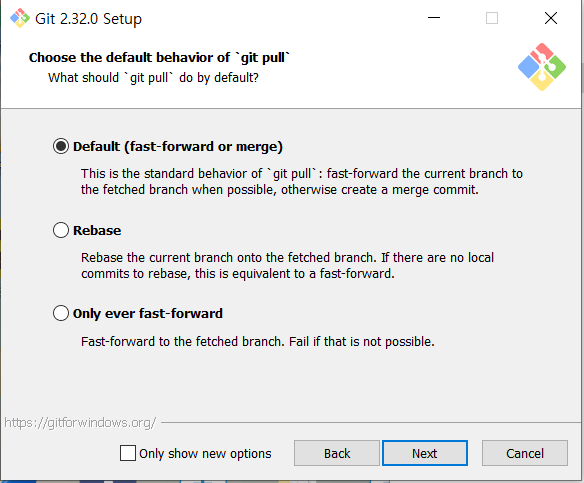 Git 2.32.0 Setup
Choose the default behavior of `git pull`
What should `git pull` do by default?
Default (fast-forward or merge)
This is the standard behavior of `git pull`: fast-forward the current branch to
the fetched branch when possible, otherwise create a merge commit.
Rebase
Rebase the current branch onto the fetched branch. If there are no local
commits to rebase, this is equivalent to a fast-forward.
Only ever fast-forward
Fast-forward to the fetched branch. Fail if that is not possible.
https://gitforwindows.org/
Only show new options Back Next Cancel